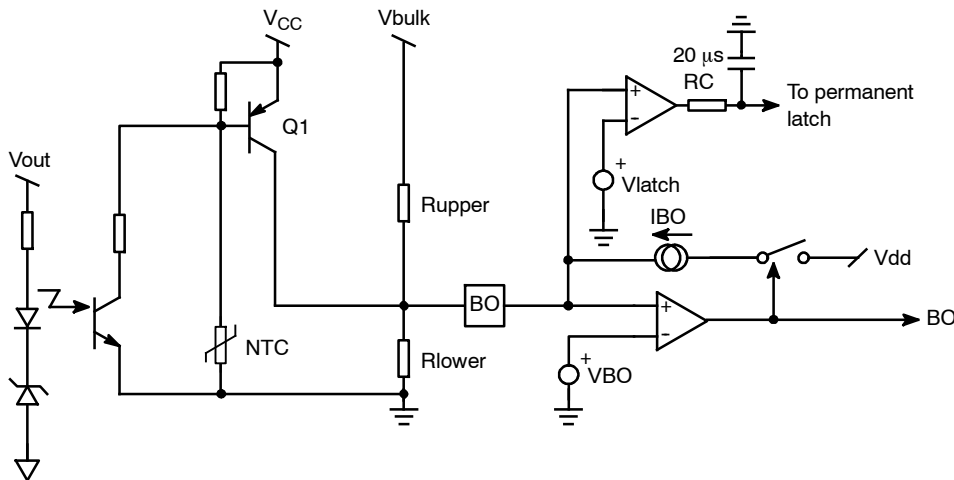 VCC
Vbulk
20 μs
RC
To permanent
latch
Q1
+
-
Vout
+
Vlatch
Rupper
IBO
Vdd
BO
+
-
BO
NTC
Rlower
+
VBO